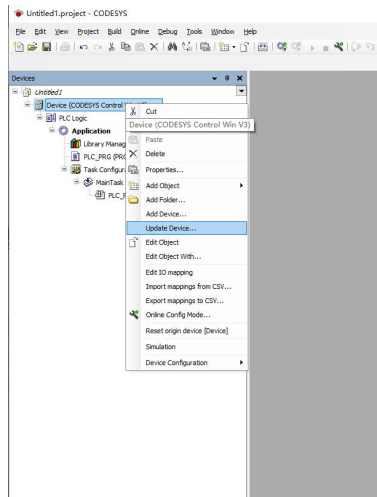 Untitled1.project - CODESYS
File Edit View Project Build Online Debug Tools Window Help
Devices
Untitled1
Device (CODESYS Control
PLC Logic
Application
Library Manag
PLC_PRG (PRG
Task Configura
MainTask
PLC_P
Cut
Device (CODESYS Control Win V3)
Paste
Delete
Properties...
Add Object
Add Folder...
Add Device...
Update Device...
Edit Object
Edit Object With...
Edit IO mapping
Import mappings from CSV...
Export mappings to CSV...
Online Config Mode...
Reset origin device [Device]
Simulation
Device Configuration